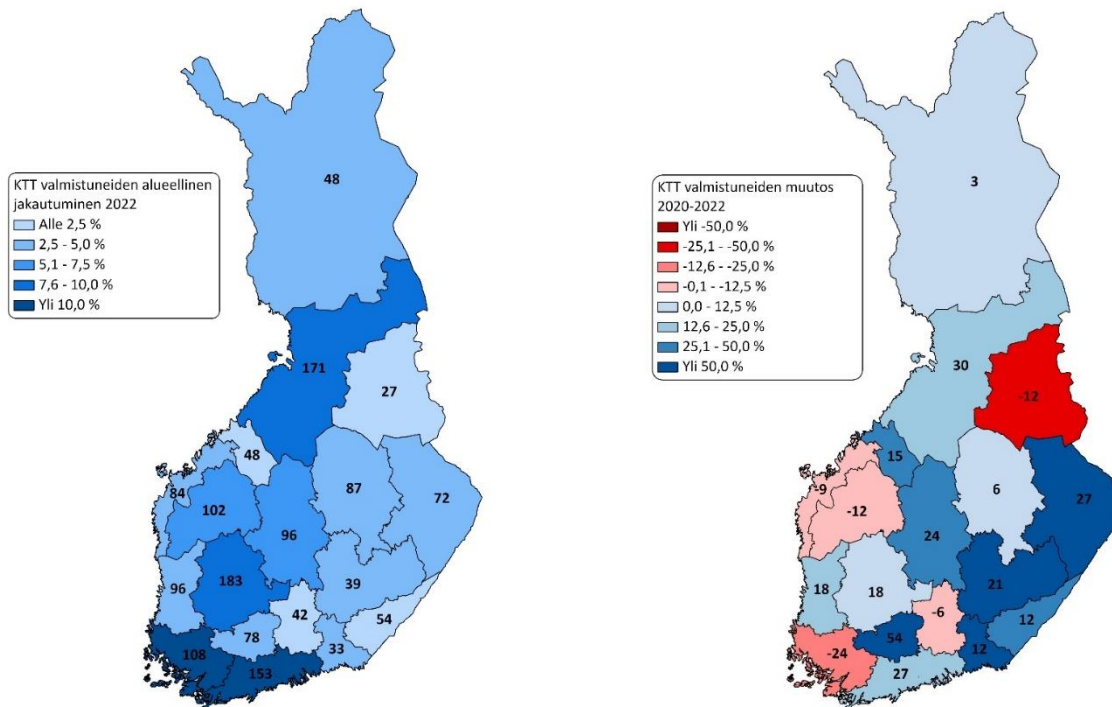 KTT valmistuneiden alueellinen
jakautuminen 2022
Alle 2,5 %
2,5 - 5,0 %
5,1 - 7,5 %
7,6 - 10,0 %
Yli 10,0 %
48
171
27
48
84
102
96
87
72
96
183
39
42
54
78
33
108
153
KTT valmistuneiden muutos
2020-2022
Yli -50,0 %
-25,1 - -50,0 %
-12,6 - -25,0 %
-0,1 - -12,5 %
0,0 - 12,5 %
12,6 - 25,0 %
25,1 - 50,0 %
Yli 50,0 %
3
30
-12
15
-9
-12
6
27
24
18
18
21
-6
12
54
12
-24
27